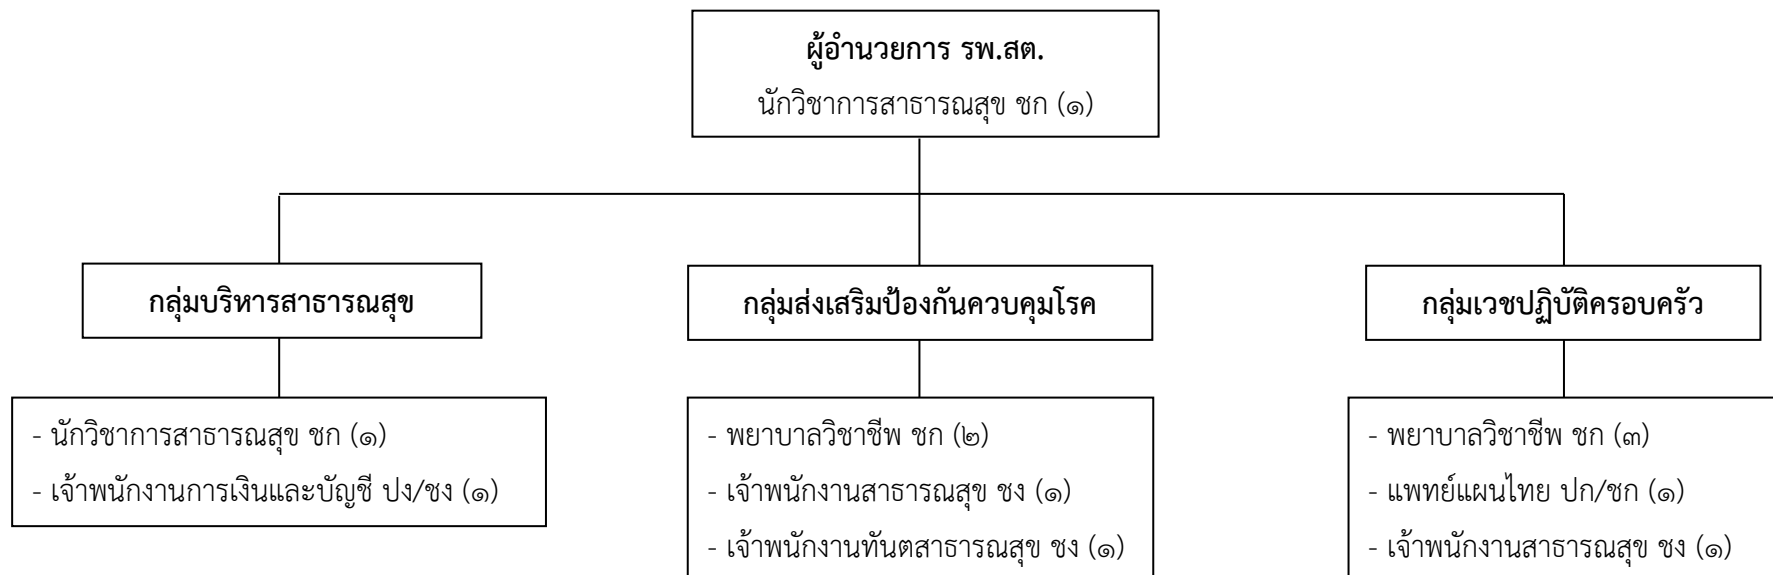 ผู้อำนวยการ รพ.สต.
นักวิชาการสาธารณสุข ชก (๑)
กลุ่มบริหารสาธารณสุข
- นักวิชาการสาธารณสุข ชก (๑)
- เจ้าพนักงานการเงินและบัญชี ปง/ชง (๑)
กลุ่มส่งเสริมป้องกันควบคุมโรค
- พยาบาลวิชาชีพ ชก (๒)
- เจ้าพนักงานสาธารณสุข ชง (๑)
- เจ้าพนักงานทันตสาธารณสุข ชง (๑)
กลุ่มเวชปฏิบัติครอบครัว
- พยาบาลวิชาชีพ ชก (๓)
- แพทย์แผนไทย ปก/ชก (๑)
- เจ้าพนักงานสาธารณสุข ชง (๑)